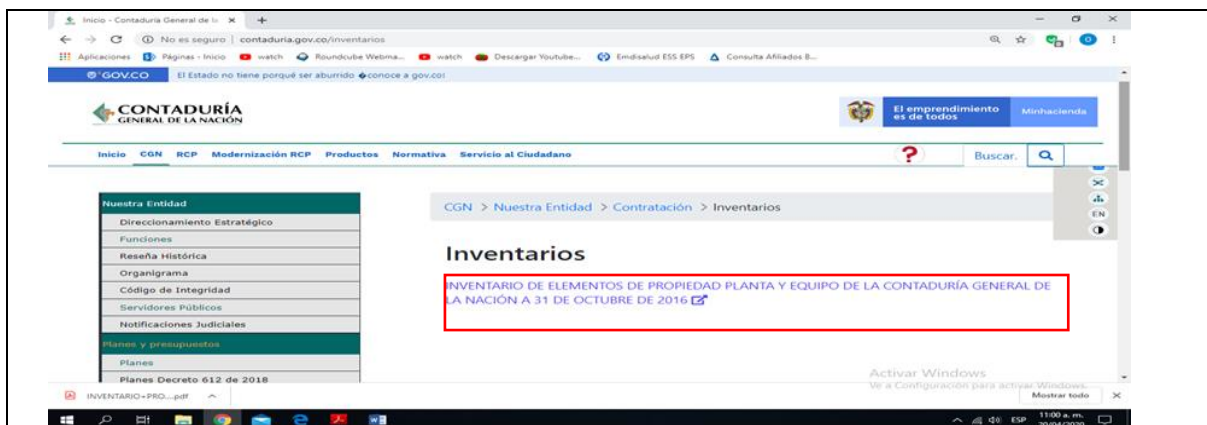 Inicio - Contaduría General de l
No es seguro | contaduria.gov.co/inventarios
Aplicaciones Páginas - Inicio watch Roundcube Webma... watch Descargar Youtube... Emdisalud ESS EPS Consulta Afiliados B...
GOV.CO El Estado no tiene porqué ser aburrido �conoce a gov.co!
CONTADURÍA
GENERAL DE LA NACIÓN
El emprendimiento
es de todos
Minhacienda
Inicio CGN RCP Modernización RCP Productos Normativa Servicio al Ciudadano
? Buscar.
Nuestra Entidad
Direccionamiento Estratégico
Funciones
Reseña Histórica
Organigrama
Código de Integridad
Servidores Públicos
Notificaciones Judiciales
Planes y presupuestos
Planes
Planes Decreto 612 de 2018
CGN > Nuestra Entidad > Contratación > Inventarios
EN
Inventarios
INVENTARIO DE ELEMENTOS DE PROPIEDAD PLANTA Y EQUIPO DE LA CONTADURÍA GENERAL DE
LA NACIÓN A 31 DE OCTUBRE DE 2016
Activar Windows
Ve a Configuración para activar Windows.
INVENTARIO+PRO....pdf
Mostrar todo
ESP
11:00 a. m.
20/04/2020